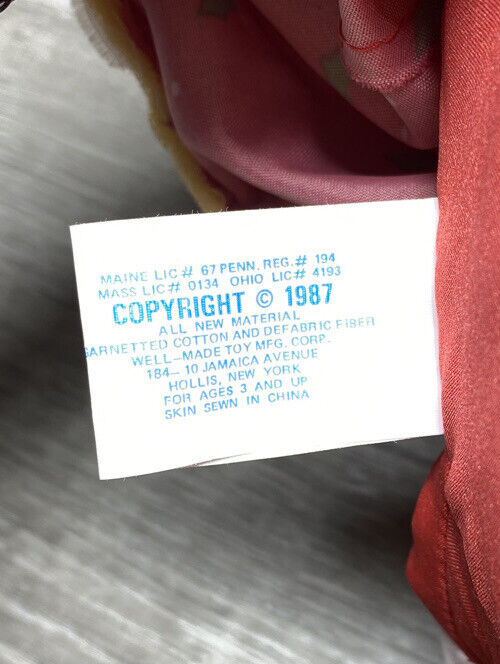 MAINE LIC# 67 PENN. REG.# 194
MASS LIC# 0134 OHIO LIC# 4193
COPYRIGHT © 1987
ALL NEW MATERIAL
GARNETTED COTTON AND DEFABRIC FIBER
WELL-MADE TOY MFG. CORP.
184-10 JAMAICA AVENUE
HOLLIS, NEW YORK
FOR AGES 3 AND UP
SKIN SEWN IN CHINA